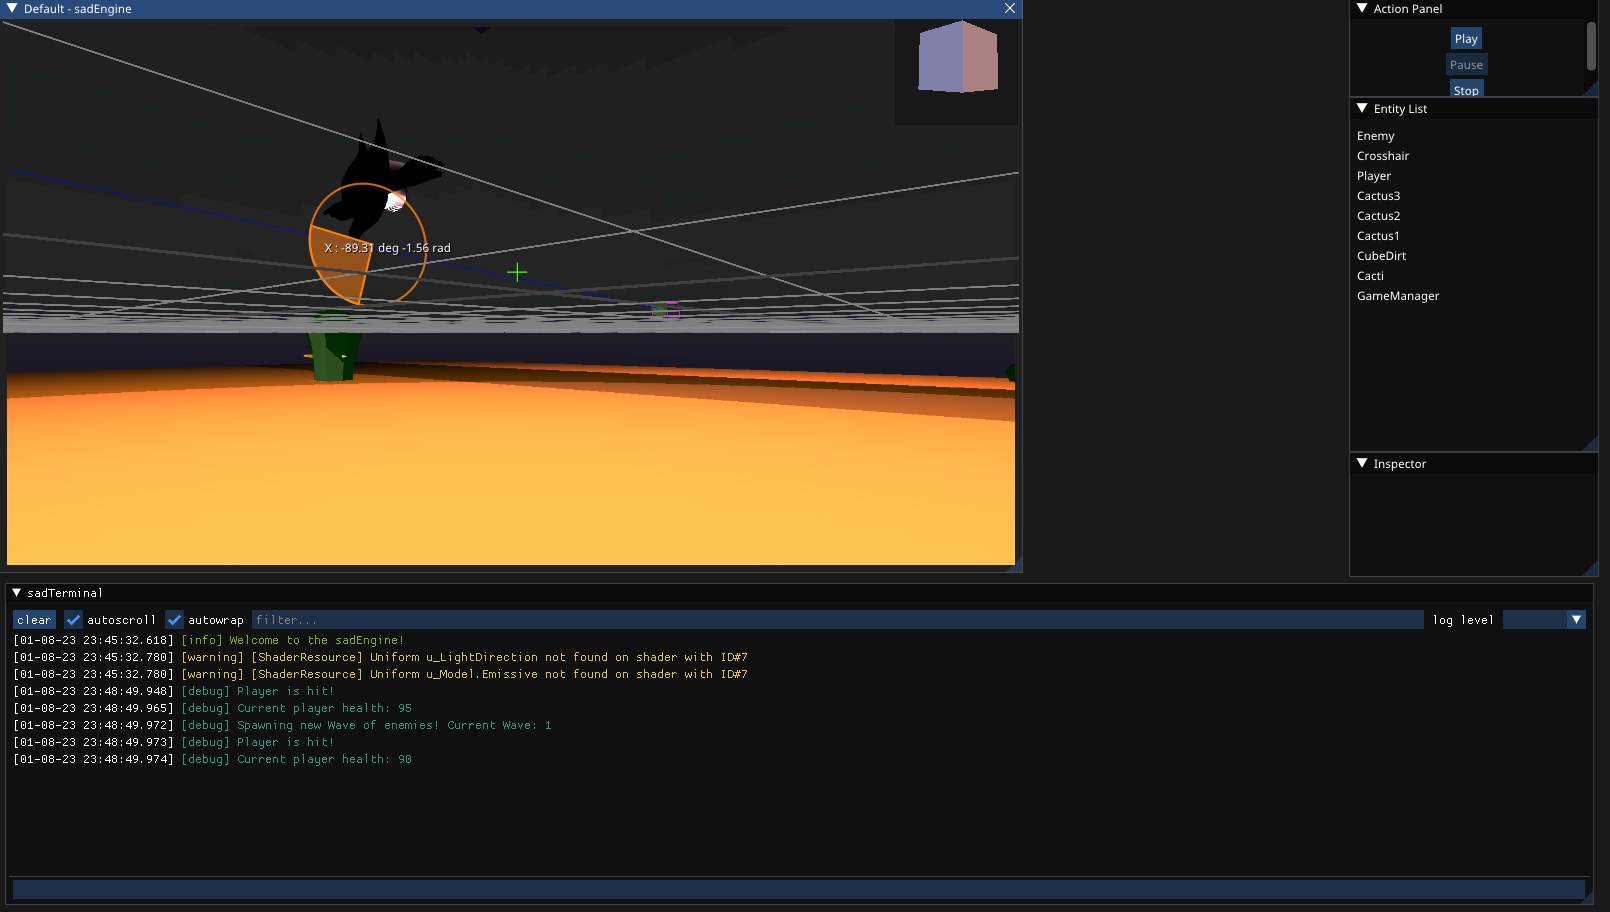 Default - sadEngine
X : -89.31 deg -1.56 rad
Action Panel
Play
Pause
Stop
Entity List
Enemy
Crosshair
Player
Cactus3
Cactus2
Cactus1
CubeDirt
Cacti
GameManager
Inspector
sadTerminal
clear autoscroll autowrap filter... log level
[01-08-23 23:45:32.618] [info] Welcome to the sadEngine!
[01-08-23 23:45:32.780] [warning] [ShaderResource] Uniform u_LightDirection not found on shader with ID#7
[01-08-23 23:45:32.780] [warning] [ShaderResource] Uniform u_Model.Emissive not found on shader with ID#7
[01-08-23 23:48:49.948] [debug] Player is hit!
[01-08-23 23:48:49.965] [debug] Current player health: 95
[01-08-23 23:48:49.972] [debug] Spawning new Wave of enemies! Current Wave: 1
[01-08-23 23:48:49.973] [debug] Player is hit!
[01-08-23 23:48:49.974] [debug] Current player health: 90